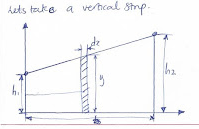 Lets take a vertical strip.
dx
h₁
y
h₂